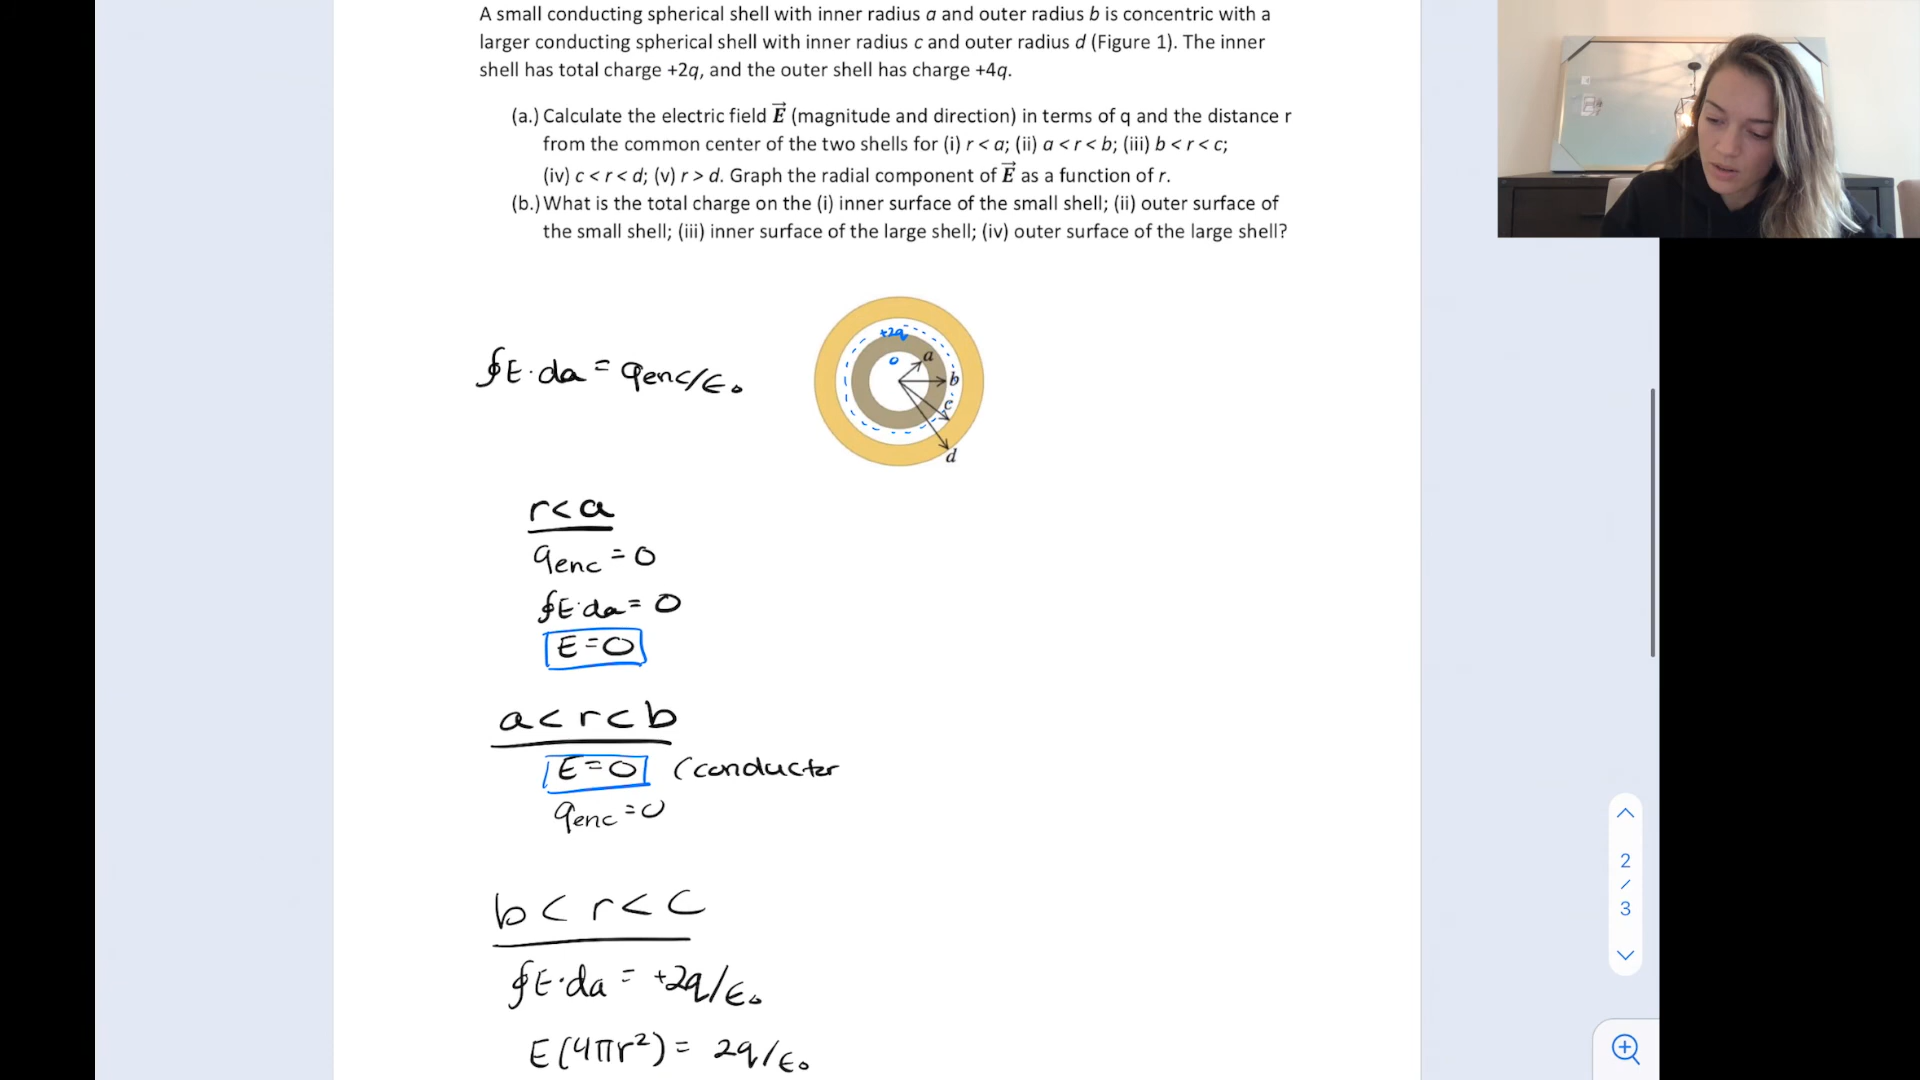 A small conducting spherical shell with inner radius a and outer radius b is concentric with a
larger conducting spherical shell with inner radius c and outer radius d (Figure 1). The inner
shell has total charge +2q, and the outer shell has charge +4q.
(a.) Calculate the electric field E⃗ (magnitude and direction) in terms of q and the distance r
from the common center of the two shells for (i) r < a; (ii) a < r < b; (iii) b < r < c;
(iv) c < r < d; (v) r > d. Graph the radial component of E⃗ as a function of r.
(b.) What is the total charge on the (i) inner surface of the small shell; (ii) outer surface of
the small shell; (iii) inner surface of the large shell; (iv) outer surface of the large shell?
+2q
0
a
b
c
d
∮E·da = qenc/ε₀
r<a
qenc = 0
∮E·da = 0
E = 0
a < r < b
E = 0 (conductor
qenc = 0
b < r < c
∮E·da = +2q/ε₀
E(4πr²) = 2q/ε₀
2
/
3